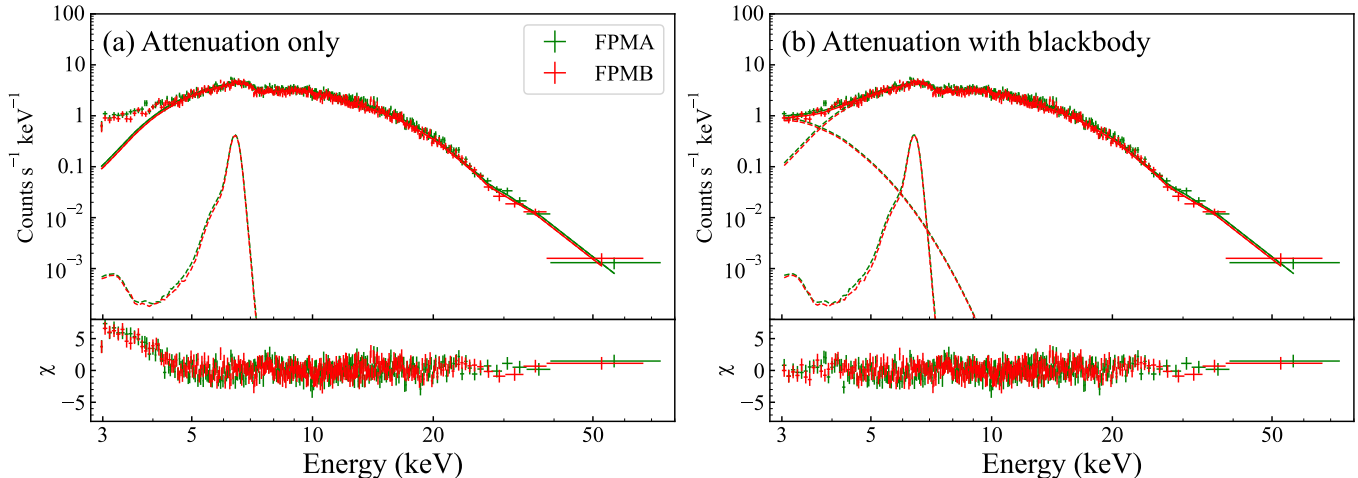 (a) Attenuation only
FPMA
FPMB
100
10
1
0.1
10⁻²
10⁻³
Counts s⁻¹ keV⁻¹
5
0
−5
χ
3
5
10
20
50
Energy (keV)
(b) Attenuation with blackbody
100
10
1
0.1
10⁻²
10⁻³
Counts s⁻¹ keV⁻¹
5
0
−5
χ
3
5
10
20
50
Energy (keV)